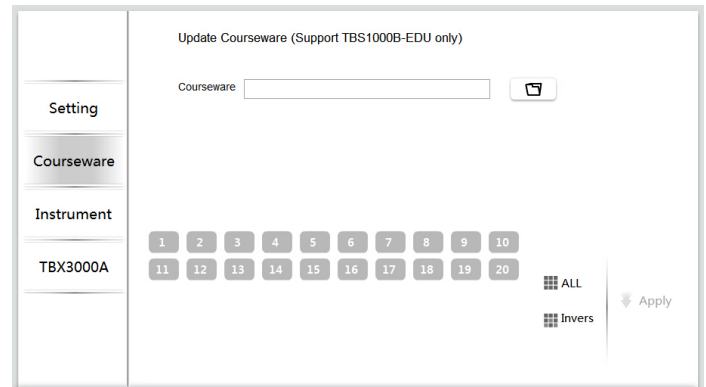 Update Courseware (Support TBS1000B-EDU only)
Courseware
Setting
Courseware
Instrument
TBX3000A
1 2 3 4 5 6 7 8 9 10
11 12 13 14 15 16 17 18 19 20
ALL
Invers
Apply